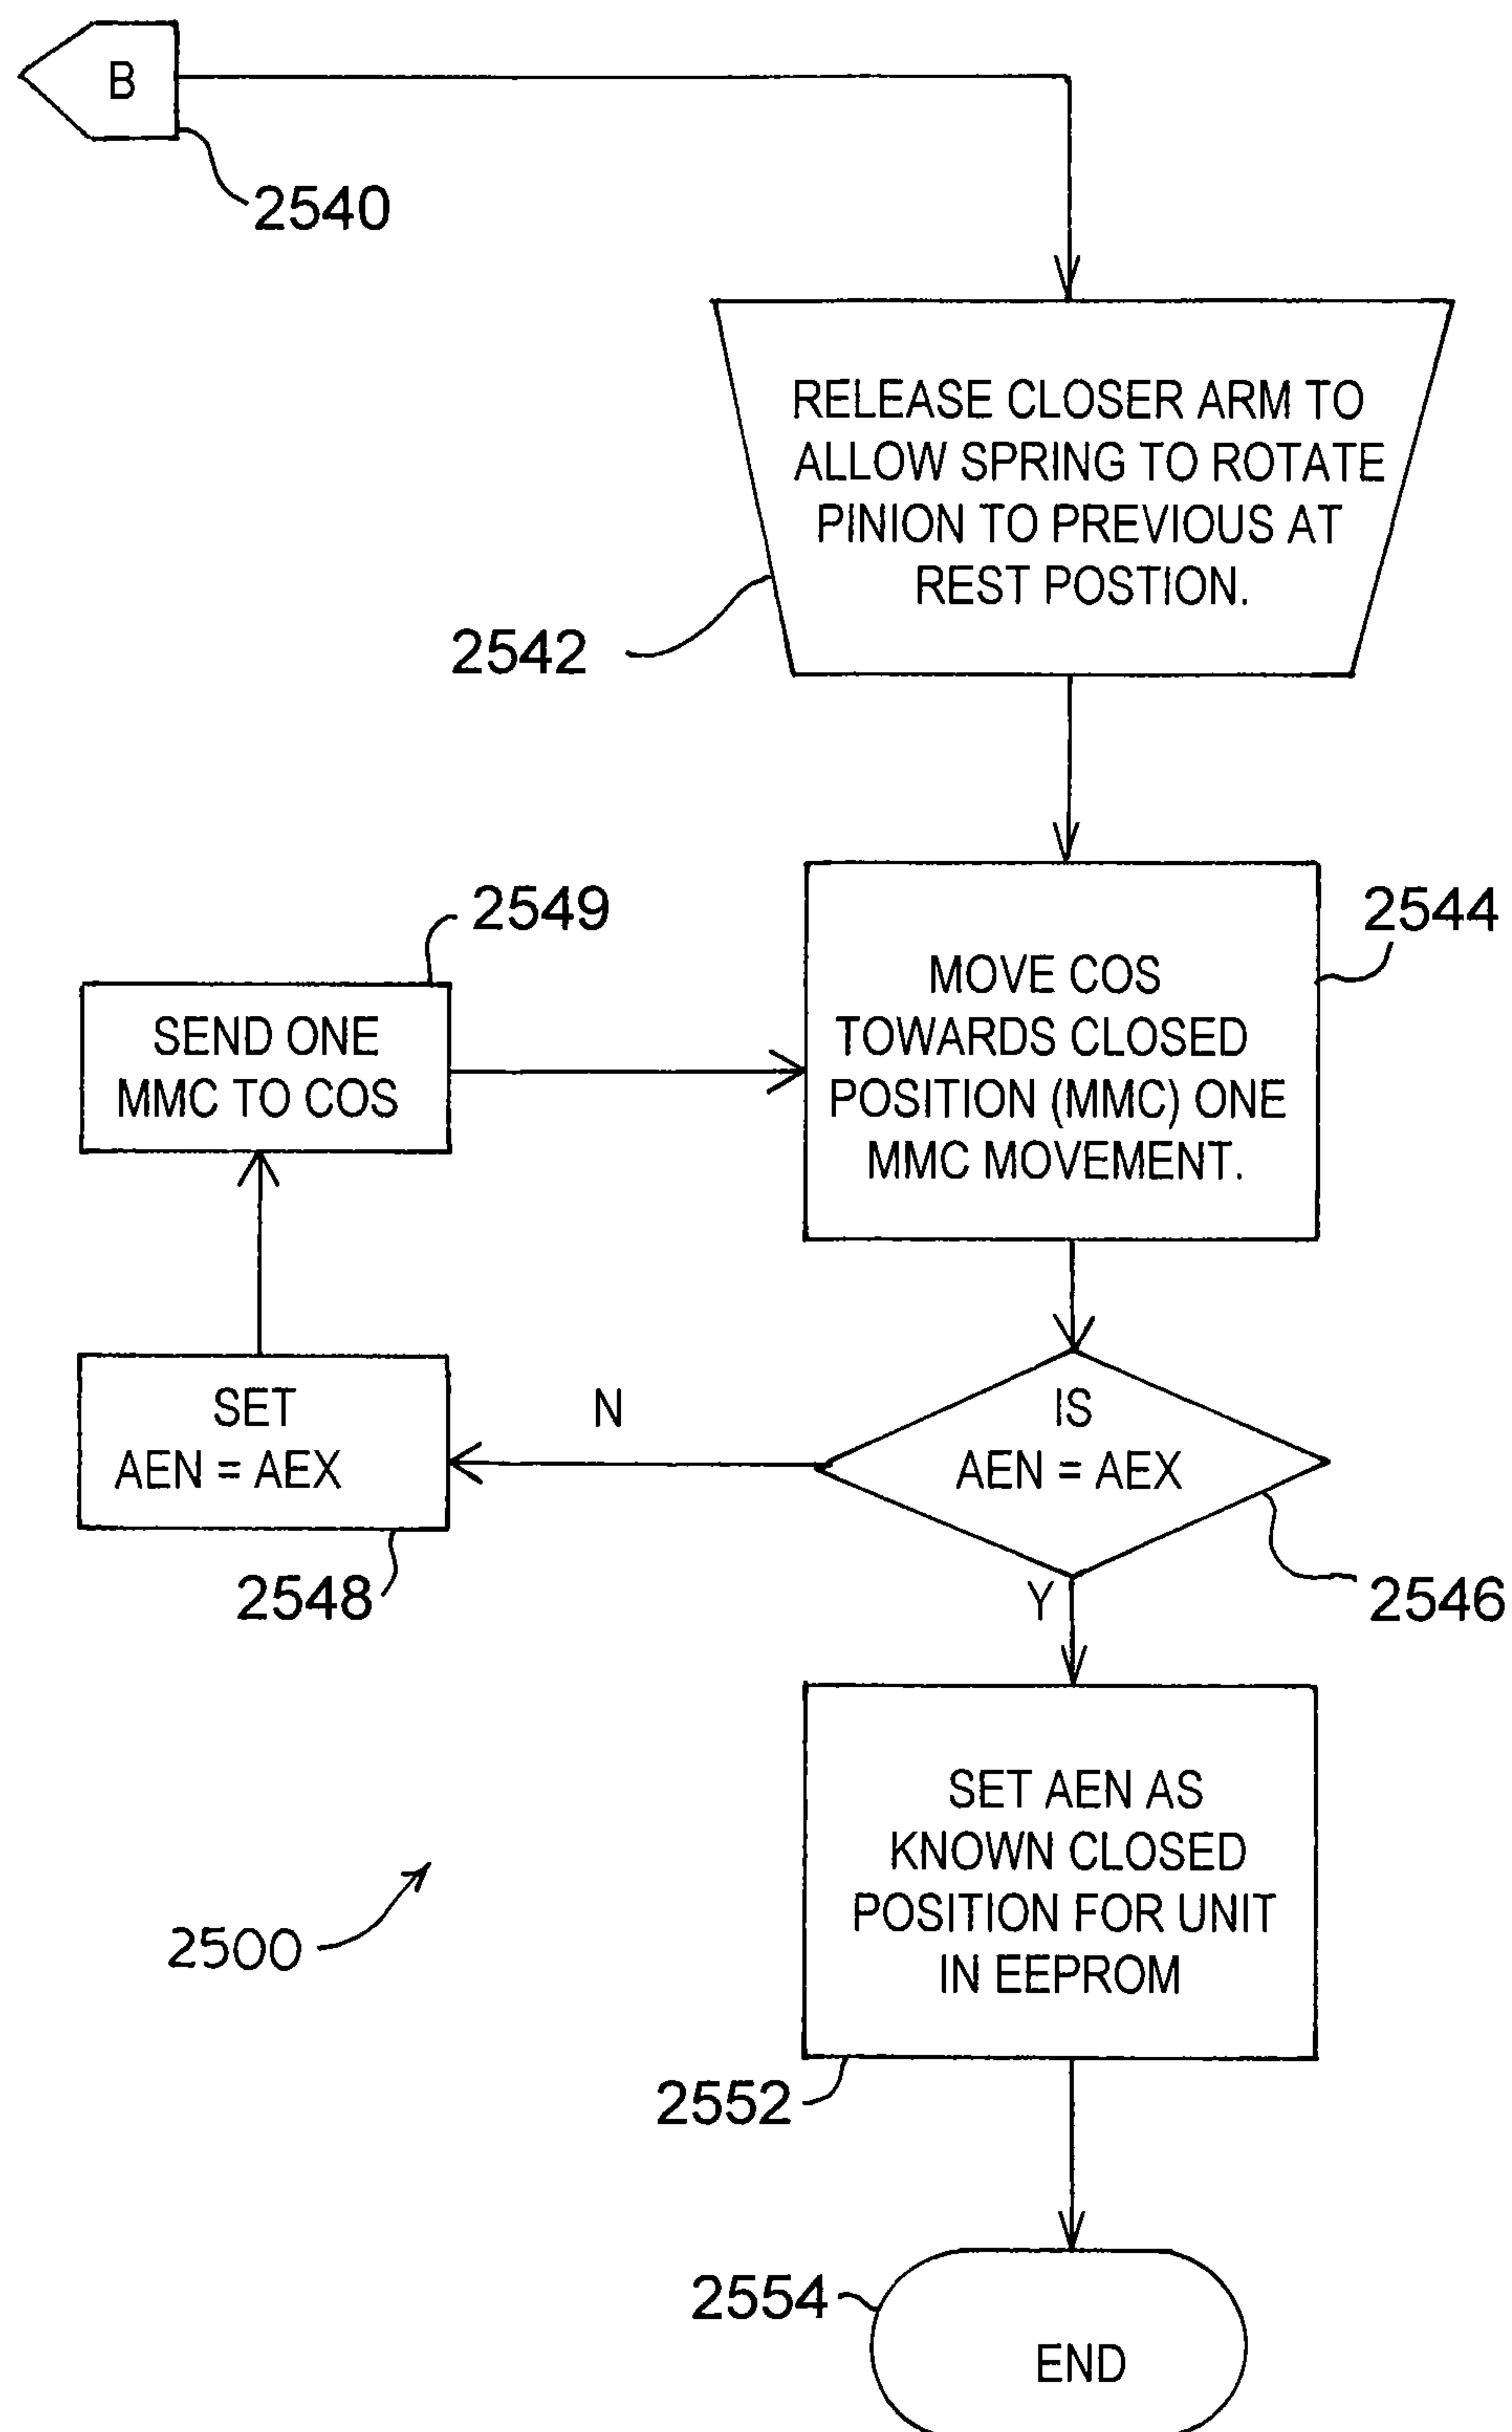 B
2540
RELEASE CLOSER ARM TO
ALLOW SPRING TO ROTATE
PINION TO PREVIOUS AT
REST POSTION.
2542
2549
2544
SEND ONE
MMC TO COS
MOVE COS
TOWARDS CLOSED
POSITION (MMC) ONE
MMC MOVEMENT.
SET
AEN = AEX
N
IS
AEN = AEX
2548
2546
Y
SET AEN AS
KNOWN CLOSED
POSITION FOR UNIT
IN EEPROM
2500
2552
2554
END